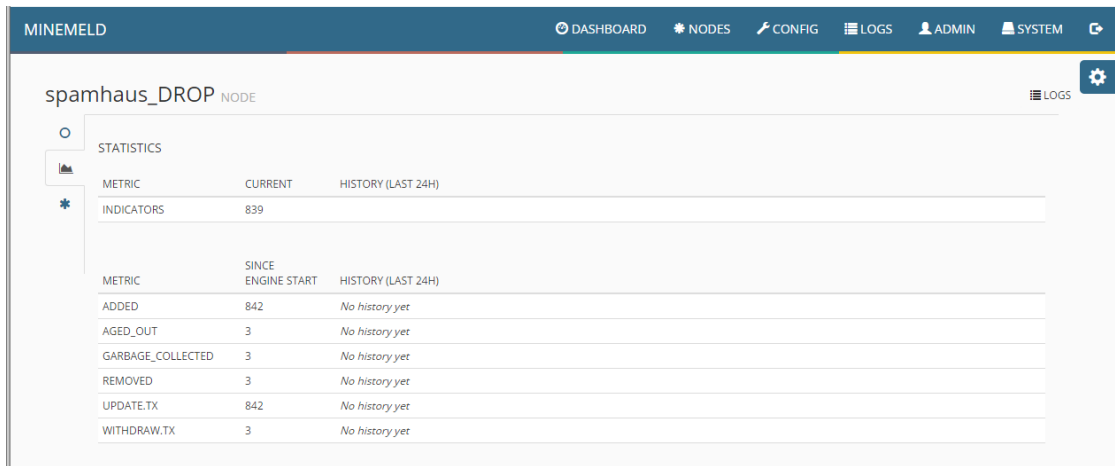 MINEMELD DASHBOARD NODES CONFIG LOGS ADMIN SYSTEM
spamhaus_DROP NODE LOGS
STATISTICS
METRIC CURRENT HISTORY (LAST 24H)
INDICATORS 839
SINCE
METRIC ENGINE START HISTORY (LAST 24H)
ADDED 842 No history yet
AGED_OUT 3 No history yet
GARBAGE_COLLECTED 3 No history yet
REMOVED 3 No history yet
UPDATE.TX 842 No history yet
WITHDRAW.TX 3 No history yet